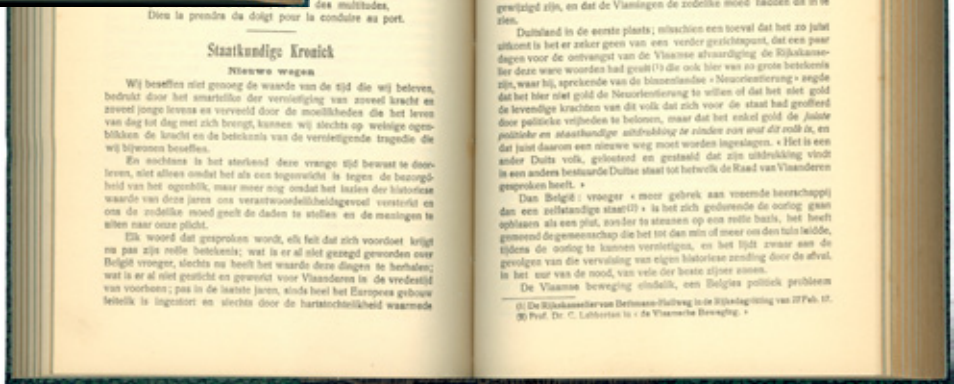 des multitudes,
Dieu la prendra du doigt pour la conduire au port.
Staatkundige Kroniek
Nieuwe wegen
Wij beseffen niet genoeg de waarde van de tijd die wij beleven,
bedrukt door het smartelike der vernietiging van zoveel kracht en
zoveel jonge levens en verveeld door de moeilikheden die het leven
van dag tot dag met zich brengt, kunnen wij slechts op weinige ogen-
blikken de kracht en de betekenis van de vernietigende tragedie die
wij bijwonen beseffen.
En nochtans is het sterkend deze vrange tijd bewust te door-
leven, niet alleen omdat het als een tegenwicht is tegen de bezorgd-
heid van het ogenblik, maar meer nog omdat het inzien der historiese
waarde van deze jaren ons verantwoordelikheidsgevoel versterkt en
ons de zedelike moed geeft de daden te stellen en de meningen te
uiten naar onze plicht.
Elk woord dat gesproken wordt, elk feit dat zich voordoet krijgt
nu pas zijn reële betekenis; wat is er al niet gezegd geworden over
België vroeger, slechts nu heeft het waarde deze dingen te herhalen;
wat is er al niet gesticht en gewerkt voor Vlaanderen in de vredestijd
van voorheen; pas in de laatste jaren, sinds heel het Europees gebouw
feitelik is ingestort en slechts door de hartstochtelikheid waarmede
gewijzigd zijn, en dat de Vlamingen de zedelike moed hadden dit in te
zien.
Duitsland in de eerste plaats; misschien een toeval dat het zo juist
uitkomt is het er zeker geen van een verder gezichtspunt, dat een paar
dagen voor de ontvangst van de Vlaamse afvaardiging de Rijkskanse-
lier deze ware woorden had geuit (1) die ook hier van zo grote betekenis
zijn, waar hij, sprekende van de binnenlandse « Neuorientierung » zegde
dat het hier niet gold de Neuorientierung te willen of dat het niet gold
de levendige krachten van dit volk dat zich voor de staat had geofferd
door politieke vrijheden te belonen, maar dat het enkel gold de juiste
politieke en staatkundige uitdrukking te vinden van wat dit volk is, en
dat juist daarom een nieuwe weg moet worden ingeslagen. « Het is een
ander Duits volk, gelouterd en gestaald dat zijn uitdrukking vindt
in een anders bestuurde Duitse staat tot hetwelk de Raad van Vlaanderen
gesproken heeft. »
Dan België : vroeger « meer gebrek aan vreemde heerschappij
dan een zelfstandige staat (2) » is het zich gedurende de oorlog gaan
opblazen als een puit, zonder te steunen op een reële basis, het heeft
gemeend de gemeenschap die het tot dan min of meer om den tuin leidde,
tijdens de oorlog te kunnen vernietigen, en het lijdt zwaar aan de
gevolgen van die vervalsing van eigen historiese zending door de afval,
in het uur van de nood, van vele der beste zijner zonen.
De Vlaamse beweging eindelik, een Belgies politiek probleem
(1) De Rijkskanselier von Bethmann-Hollweg in de Rijksdagzitting van 27 Feb. 17.
(2) Prof. Dr. C. Labberton in « de Vlaamsche Beweging. »